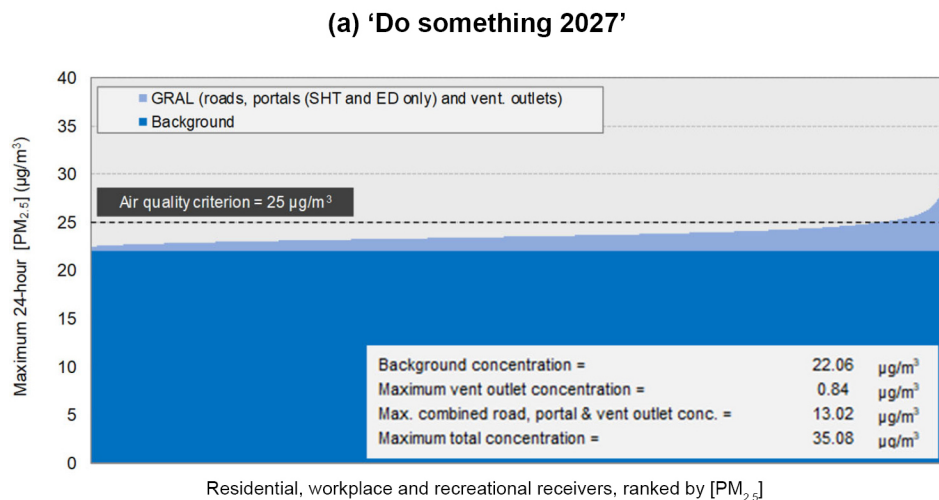 (a) ‘Do something 2027’
40
35
30
25
20
15
10
5
0
Maximum 24-hour [PM2.5] (µg/m3)
GRAL (roads, portals (SHT and ED only) and vent. outlets)
Background
Air quality criterion = 25 µg/m3
Background concentration = 22.06 µg/m3
Maximum vent outlet concentration = 0.84 µg/m3
Max. combined road, portal & vent outlet conc. = 13.02 µg/m3
Maximum total concentration = 35.08 µg/m3
Residential, workplace and recreational receivers, ranked by [PM2.5]